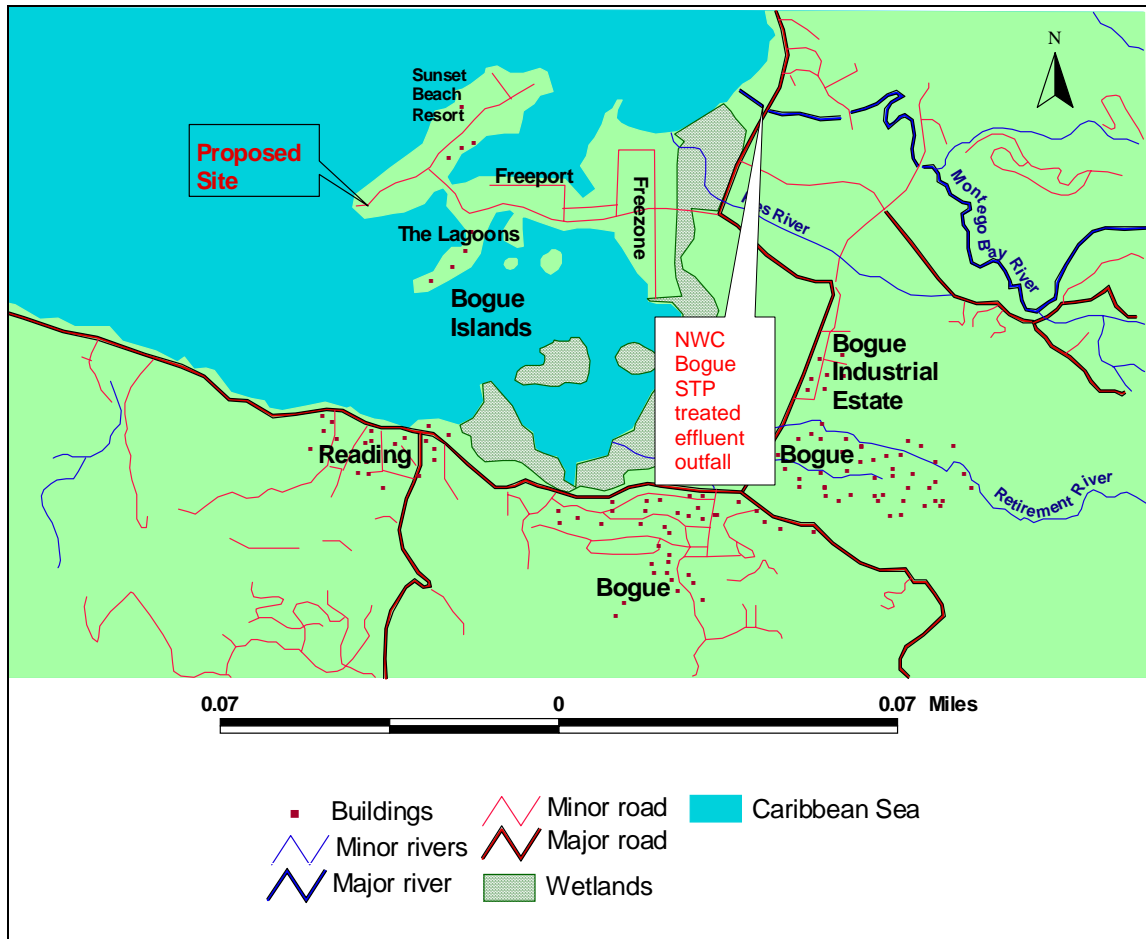 N
Sunset
Beach
Resort
Proposed
Site
Freeport
Freezone
The Lagoons
Bogue
Islands
River
Montego Bay River
NWC
Bogue
STP
treated
effluent
outfall
Bogue
Industrial
Estate
Reading
Bogue
Retirement River
Bogue
0.07 0 0.07 Miles
Buildings
Minor rivers
Major river
Minor road
Major road
Wetlands
Caribbean Sea